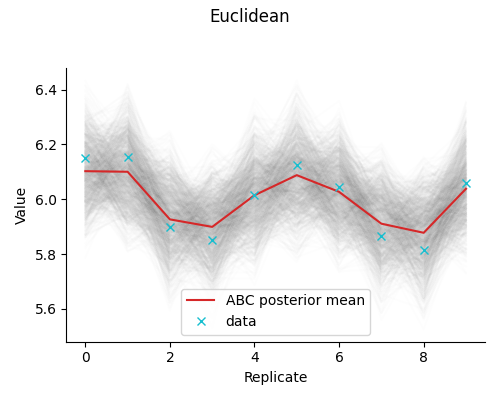 Euclidean
6.4
6.2
6.0
5.8
5.6
Value
ABC posterior mean
data
0 2 4 6 8
Replicate